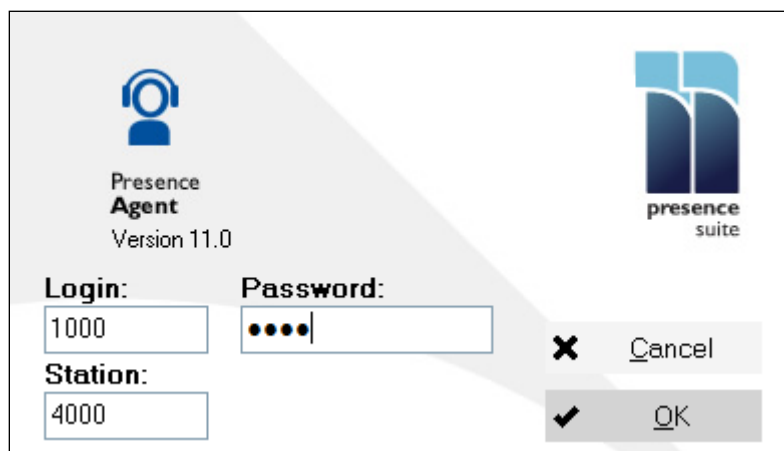 Presence
Agent
Version 11.0
presence
suite
Login:
Password:
1000
••••
Station:
4000
Cancel
OK